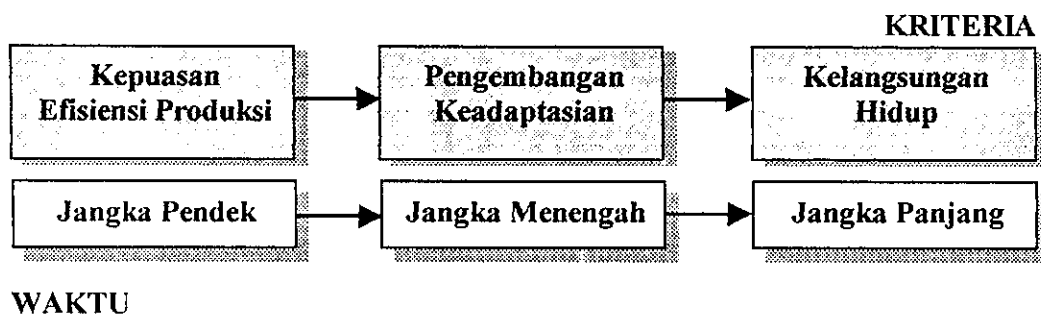 KRITERIA
Kepuasan
Efisiensi Produksi
Pengembangan
Keadaptasian
Kelangsungan
Hidup
Jangka Pendek
Jangka Menengah
Jangka Panjang
WAKTU